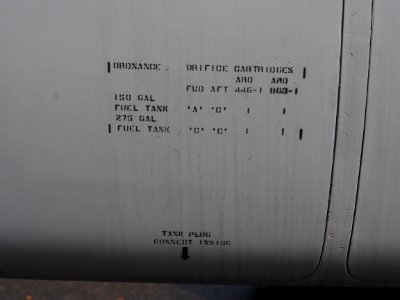 ORDNANCE ORIFICE CARTRIDGES
ARD AMD
FWD AFT 446-1 863-1
150 GAL
FUEL TANK "A" "C" 1 1
275 GAL
FUEL TANK "C" "C" 1 1
TANK PLUG
CONNECT INSIDE